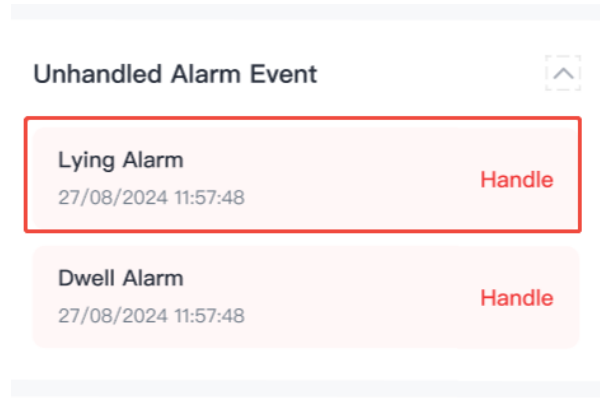 Unhandled Alarm Event
Lying Alarm
Handle
27/08/2024 11:57:48
Dwell Alarm
Handle
27/08/2024 11:57:48